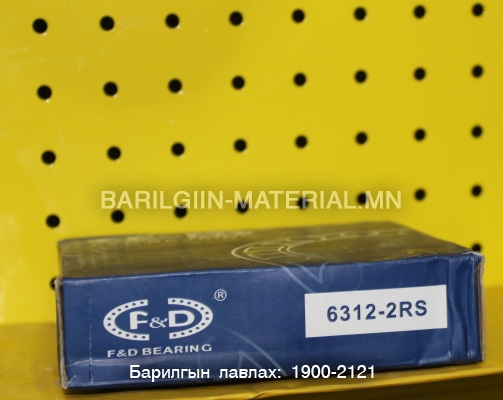 BARILGIIN-MATERIAL.MN
F&D
®
F&D BEARING
6312-2RS
Барилгын лавлах: 1900-2121